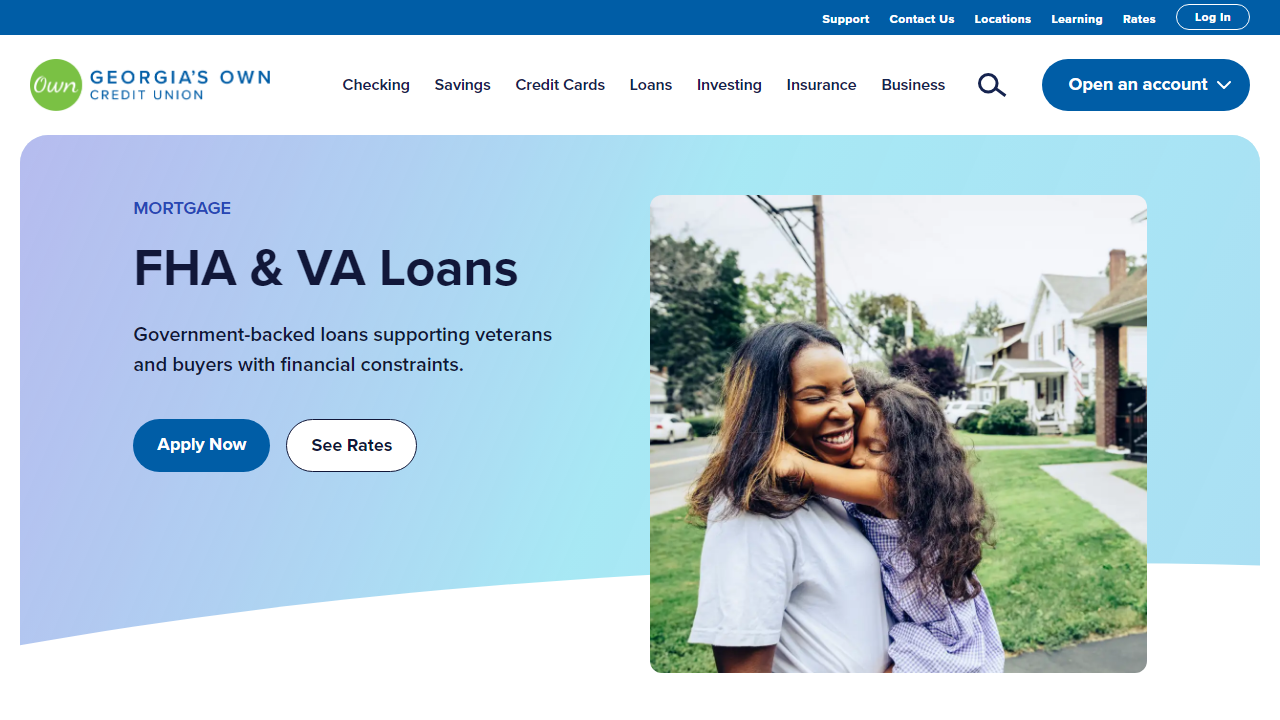 Support Contact Us Locations Learning Rates Log In
Own GEORGIA'S OWN
CREDIT UNION
Checking Savings Credit Cards Loans Investing Insurance Business Open an account
MORTGAGE
FHA & VA Loans
Government-backed loans supporting veterans
and buyers with financial constraints.
Apply Now See Rates